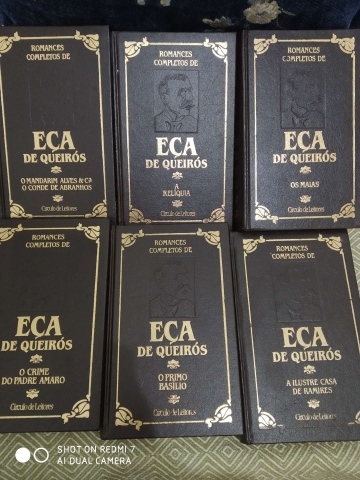 ROMANCES
COMPLETOS DE
EÇA
DE QUEIRÓS
O MANDARIM ALVES & Cª
O CONDE DE ABRANHOS
Círculo de Leitores
ROMANCES
COMPLETOS DE
EÇA
DE QUEIRÓS
A
RELÍQUIA
Círculo de Leitores
ROMANCES
COMPLETOS DE
EÇA
DE QUEIRÓS
OS MAIAS
Círculo de Leitores
ROMANCES
COMPLETOS DE
EÇA
DE QUEIRÓS
O CRIME
DO PADRE AMARO
Círculo de Leitores
ROMANCES
COMPLETOS DE
EÇA
DE QUEIRÓS
O PRIMO
BASÍLIO
Círculo de Leitores
ROMANCES
COMPLETOS DE
EÇA
DE QUEIRÓS
A ILUSTRE CASA
DE RAMIRES
Círculo de Leitores
SHOT ON REDMI 7
AI DUAL CAMERA